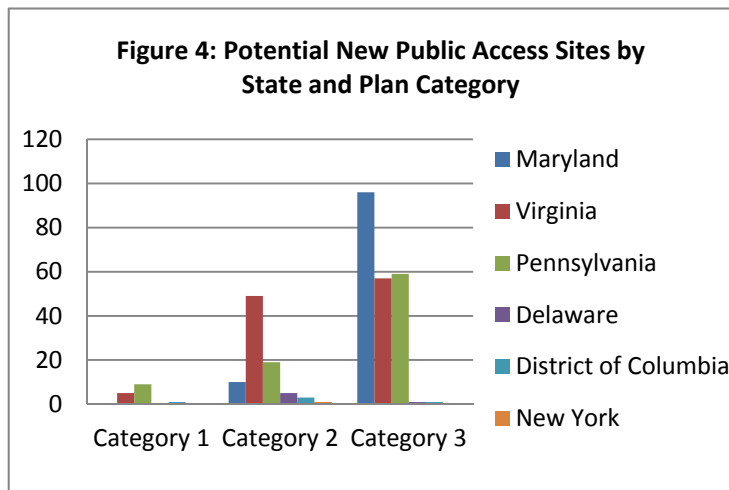 Figure 4: Potential New Public Access Sites by
State and Plan Category
120
100
80
60
40
20
0
Category 1 Category 2 Category 3
Maryland
Virginia
Pennsylvania
Delaware
District of Columbia
New York